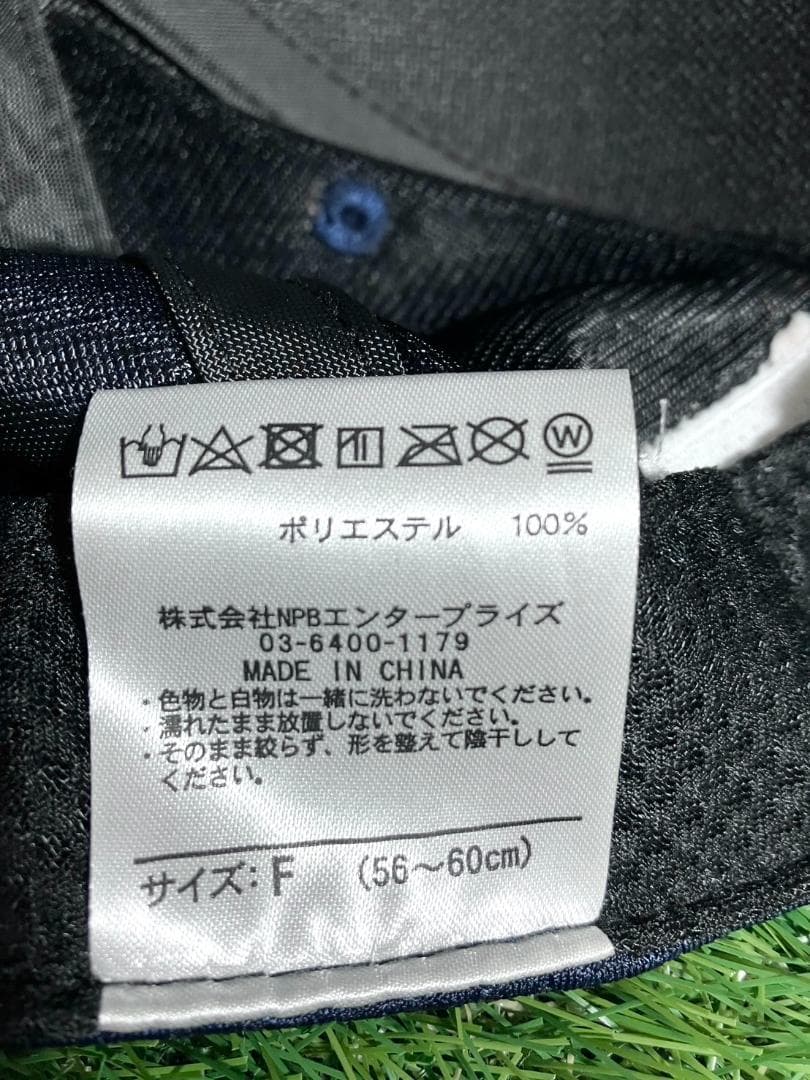 W
ポリエステル 100%
株式会社NPBエンタープライズ
03-6400-1179
MADE IN CHINA
・色物と白物は一緒に洗わないでください。
・濡れたまま放置しないでください。
・そのまま絞らず、形を整えて陰干しして
ください。
サイズ:F (56～60cm)